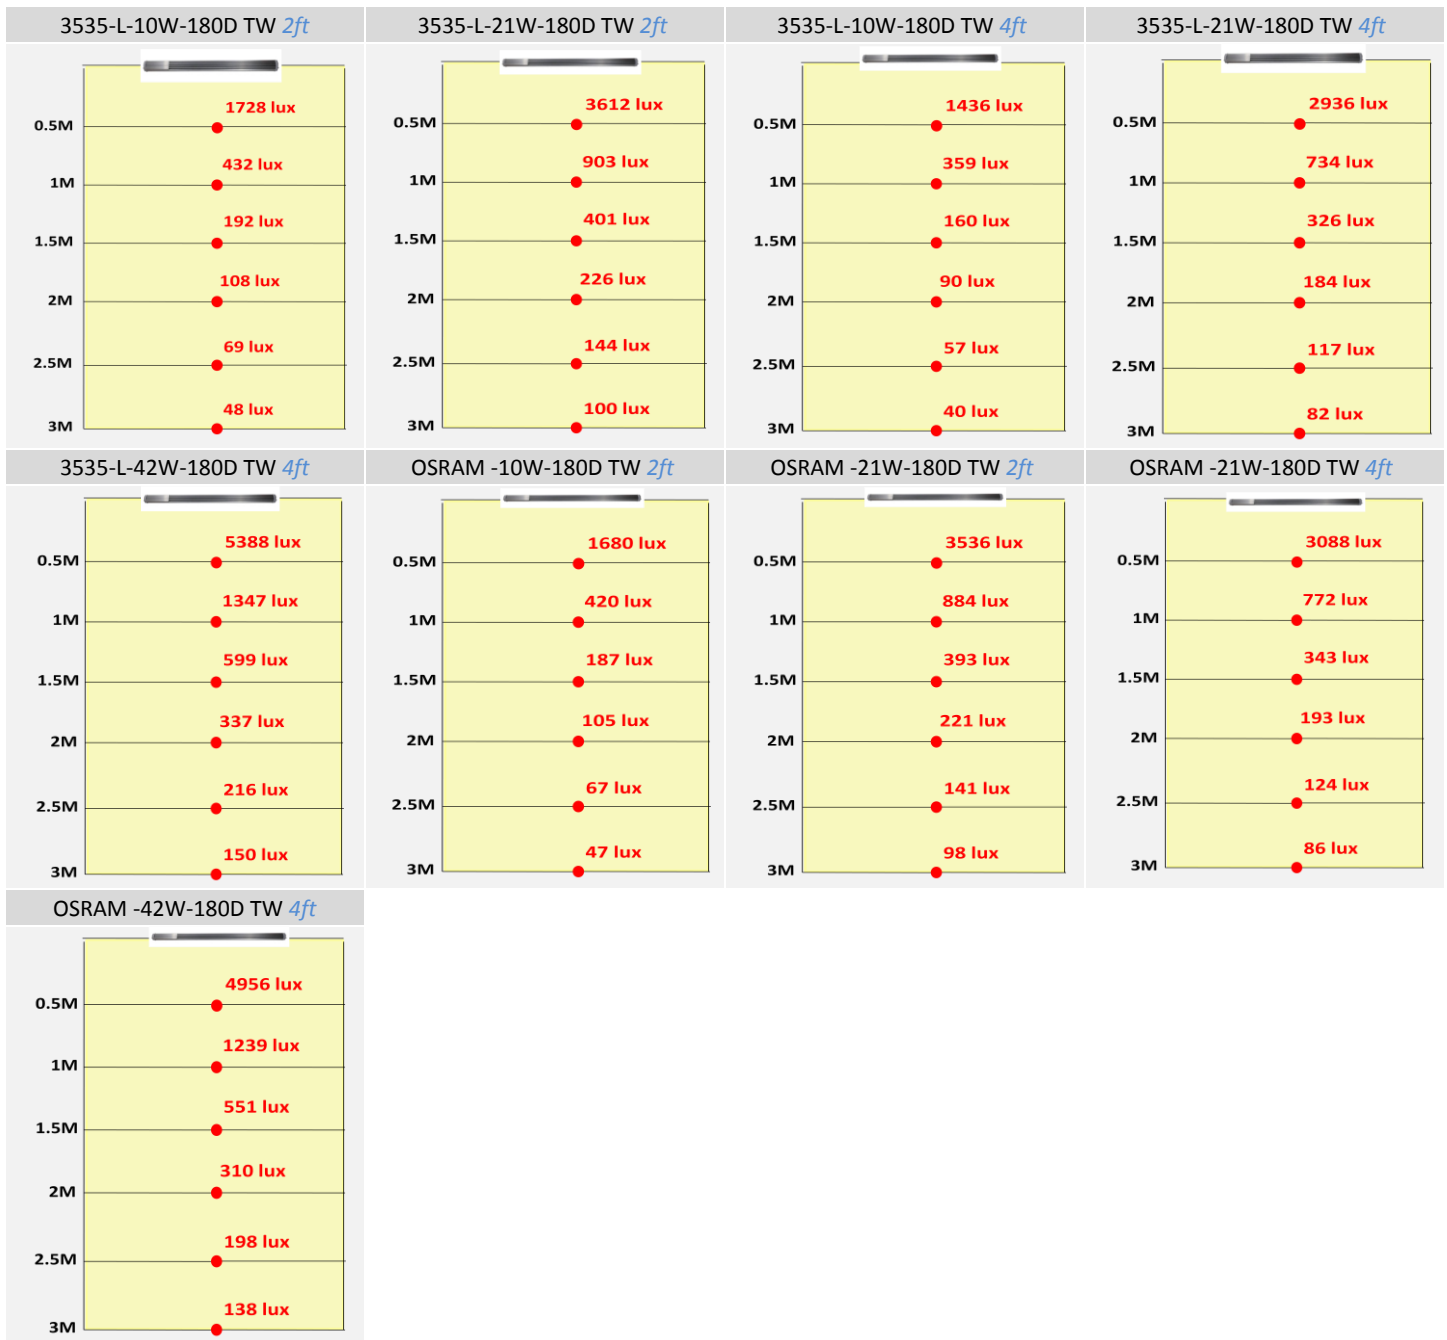 3535-L-10W-180D TW 2ft
1728 lux
0.5M
432 lux
1M
192 lux
1.5M
108 lux
2M
69 lux
2.5M
48 lux
3M
3535-L-21W-180D TW 2ft
3612 lux
0.5M
903 lux
1M
401 lux
1.5M
226 lux
2M
144 lux
2.5M
100 lux
3M
3535-L-10W-180D TW 4ft
1436 lux
0.5M
359 lux
1M
160 lux
1.5M
90 lux
2M
57 lux
2.5M
40 lux
3M
3535-L-21W-180D TW 4ft
2936 lux
0.5M
734 lux
1M
326 lux
1.5M
184 lux
2M
117 lux
2.5M
82 lux
3M
3535-L-42W-180D TW 4ft
5388 lux
0.5M
1347 lux
1M
599 lux
1.5M
337 lux
2M
216 lux
2.5M
150 lux
3M
OSRAM -10W-180D TW 2ft
1680 lux
0.5M
420 lux
1M
187 lux
1.5M
105 lux
2M
67 lux
2.5M
47 lux
3M
OSRAM -21W-180D TW 2ft
3536 lux
0.5M
884 lux
1M
393 lux
1.5M
221 lux
2M
141 lux
2.5M
98 lux
3M
OSRAM -21W-180D TW 4ft
3088 lux
0.5M
772 lux
1M
343 lux
1.5M
193 lux
2M
124 lux
2.5M
86 lux
3M
OSRAM -42W-180D TW 4ft
4956 lux
0.5M
1239 lux
1M
551 lux
1.5M
310 lux
2M
198 lux
2.5M
138 lux
3M